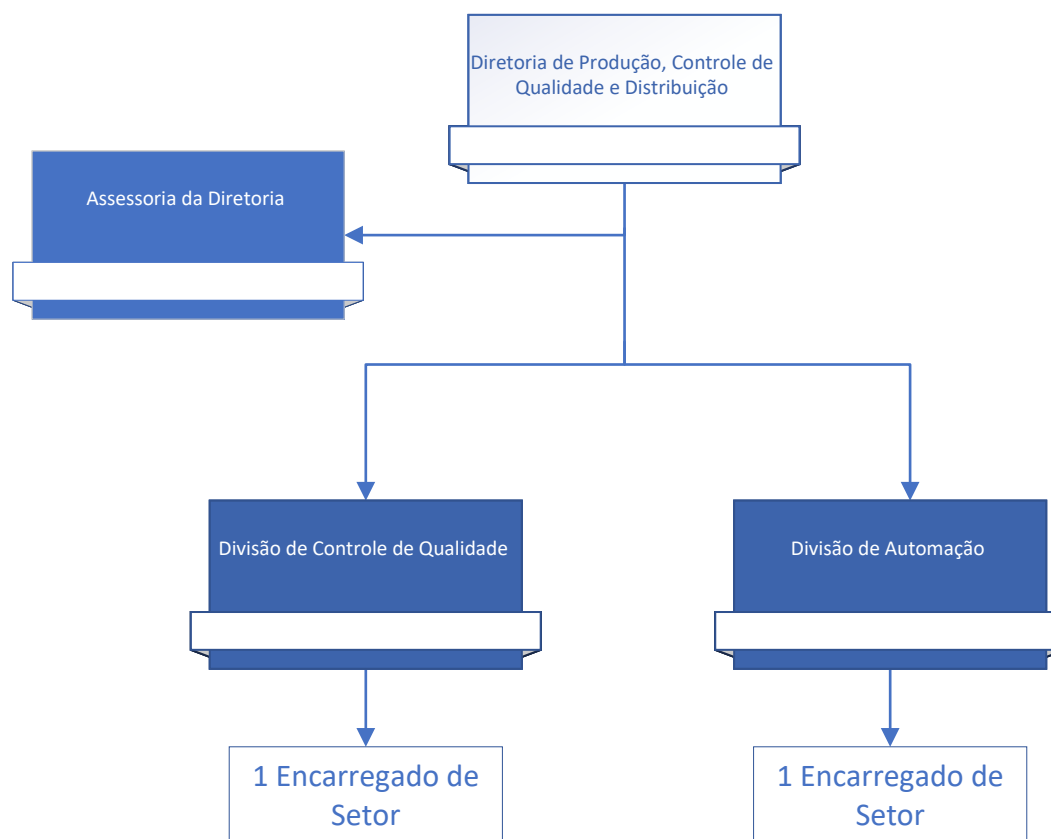 Diretoria de Produção, Controle de
Qualidade e Distribuição
Assessoria da Diretoria
Divisão de Controle de Qualidade
Divisão de Automação
1 Encarregado de
Setor
1 Encarregado de
Setor